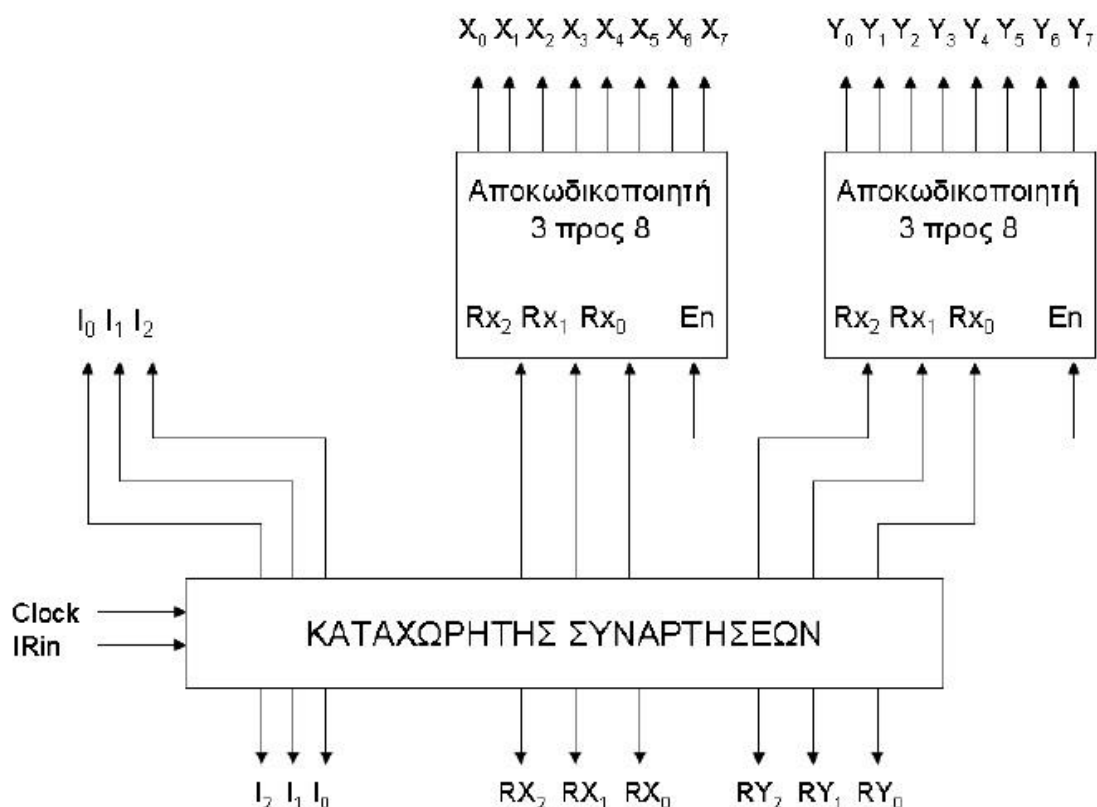 X₀ X₁ X₂ X₃ X₄ X₅ X₆ X₇
Y₀ Y₁ Y₂ Y₃ Y₄ Y₅ Y₆ Y₇
Αποκωδικοποιητή
3 προς 8
Rx₂ Rx₁ Rx₀ En
Αποκωδικοποιητή
3 προς 8
Rx₂ Rx₁ Rx₀ En
I₀ I₁ I₂
Clock
IRin
ΚΑΤΑΧΩΡΗΤΗΣ ΣΥΝΑΡΤΗΣΕΩΝ
I₂ I₁ I₀
RX₂ RX₁ RX₀
RY₂ RY₁ RY₀